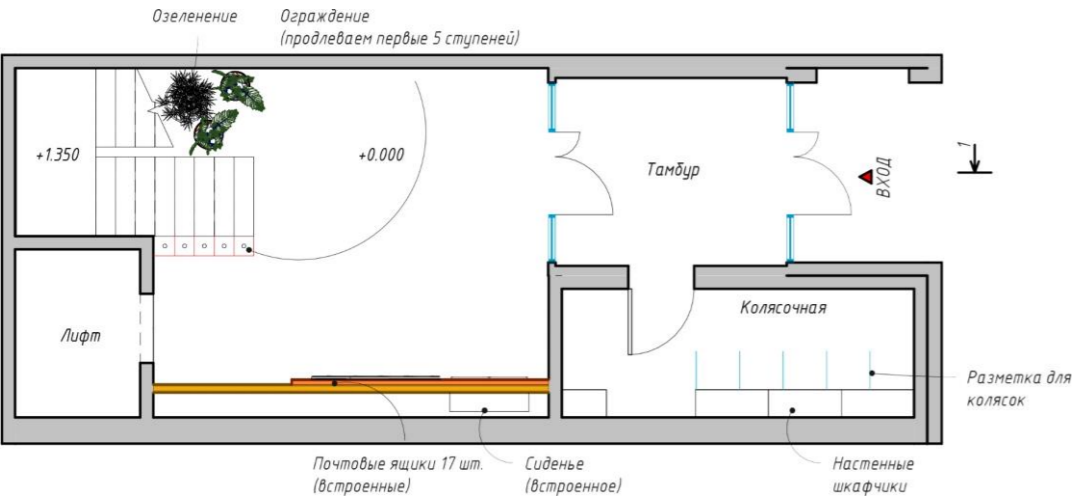 Озеленение
Ограждение
(продлеваем первые 5 ступеней)
+1.350
+0.000
Тамбур
ВХОД
1
Лифт
Колясочная
Разметка для
колясок
Почтовые ящики 17 шт.
(встроенные)
Сиденье
(встроенное)
Настенные
шкафчики